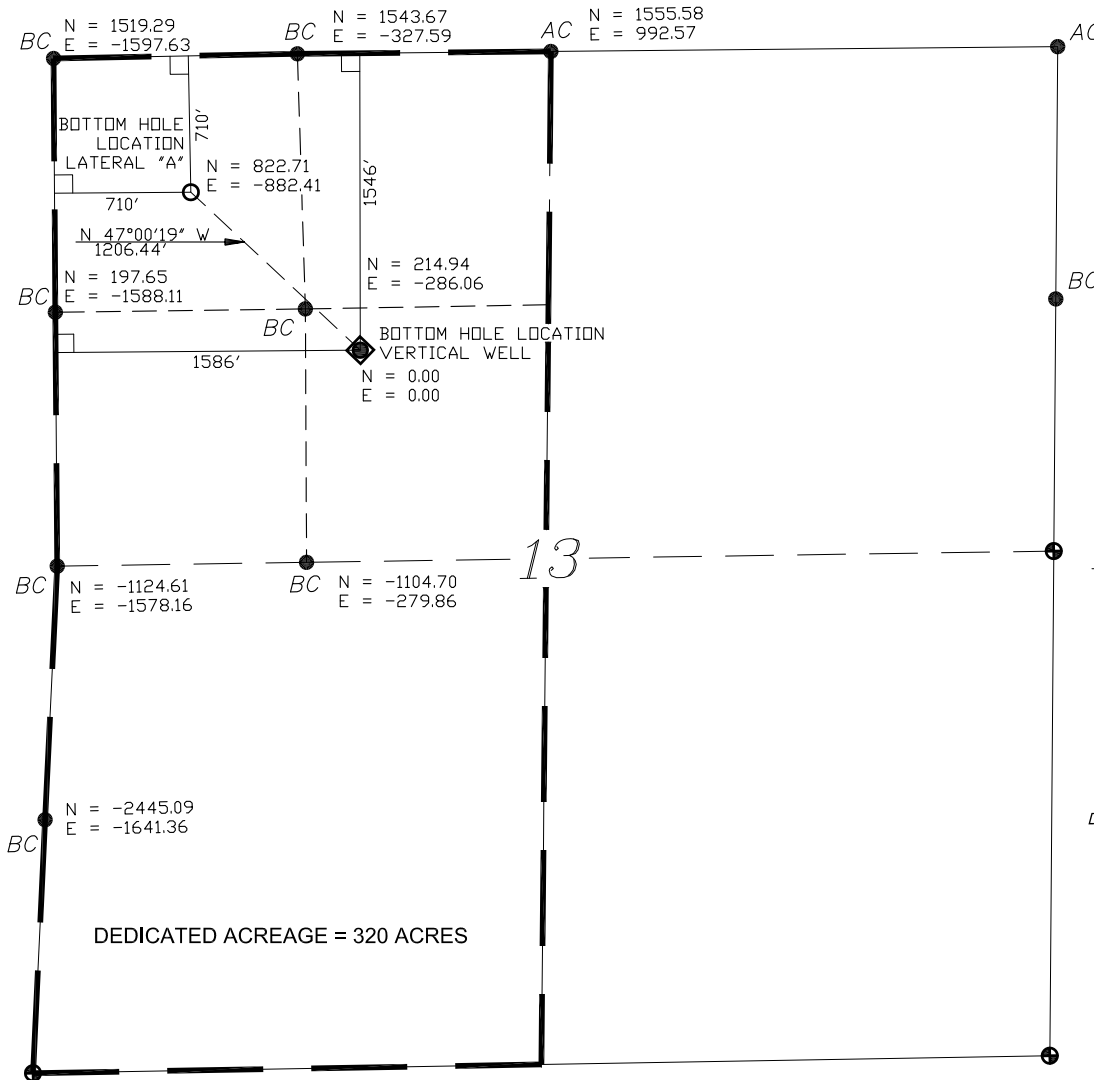 BC
N = 1519.29
E = -1597.63
BC
N = 1543.67
E = -327.59
AC
N = 1555.58
E = 992.57
AC
BOTTOM HOLE
LOCATION
LATERAL "A"
710'
N = 822.71
E = -882.41
710'
1546'
N 47°00'19" W
1206.44'
BC
N = 197.65
E = -1588.11
BC
N = 214.94
E = -286.06
BC
1586'
BOTTOM HOLE LOCATION
VERTICAL WELL
N = 0.00
E = 0.00
13
BC
N = -1124.61
E = -1578.16
BC
N = -1104.70
E = -279.86
BC
N = -2445.09
E = -1641.36
DEDICATED ACREAGE = 320 ACRES